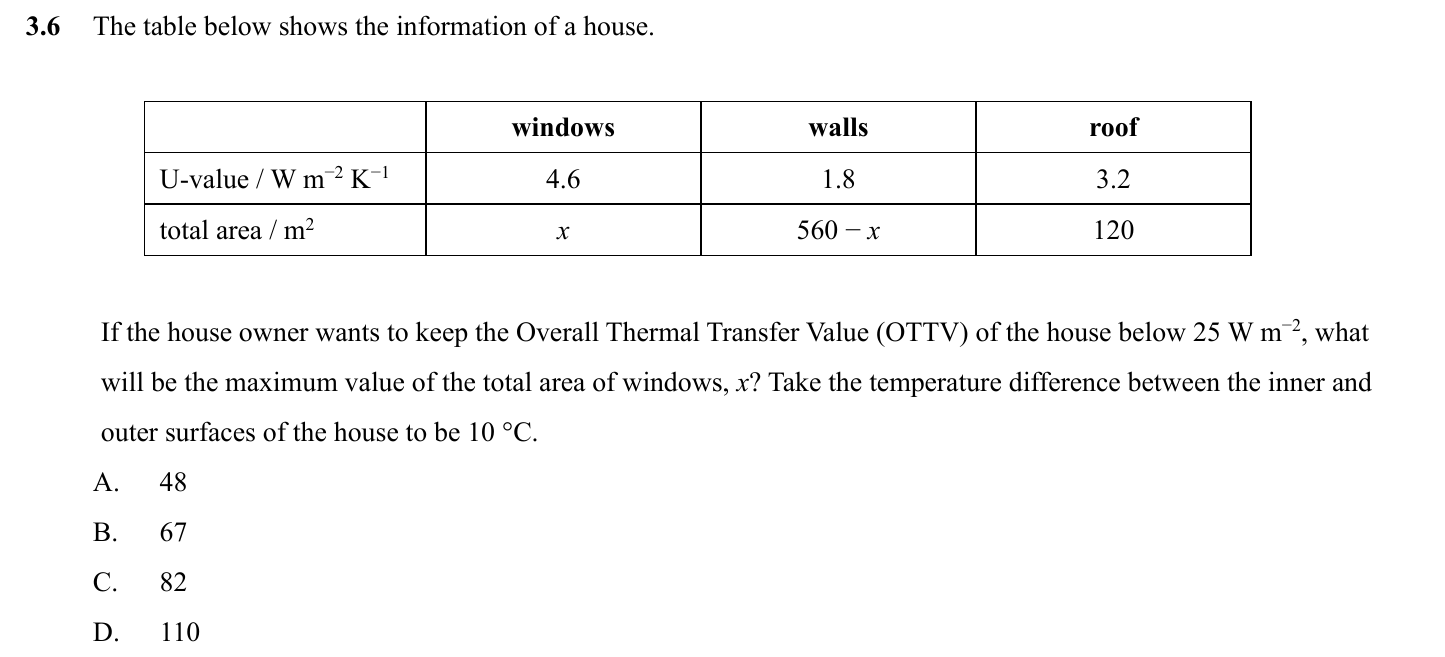 3.6 The table below shows the information of a house.
windows walls roof
U-value / W m⁻² K⁻¹ 4.6 1.8 3.2
total area / m² x 560 − x 120
If the house owner wants to keep the Overall Thermal Transfer Value (OTTV) of the house below 25 W m⁻², what
will be the maximum value of the total area of windows, x? Take the temperature difference between the inner and
outer surfaces of the house to be 10 °C.
A. 48
B. 67
C. 82
D. 110